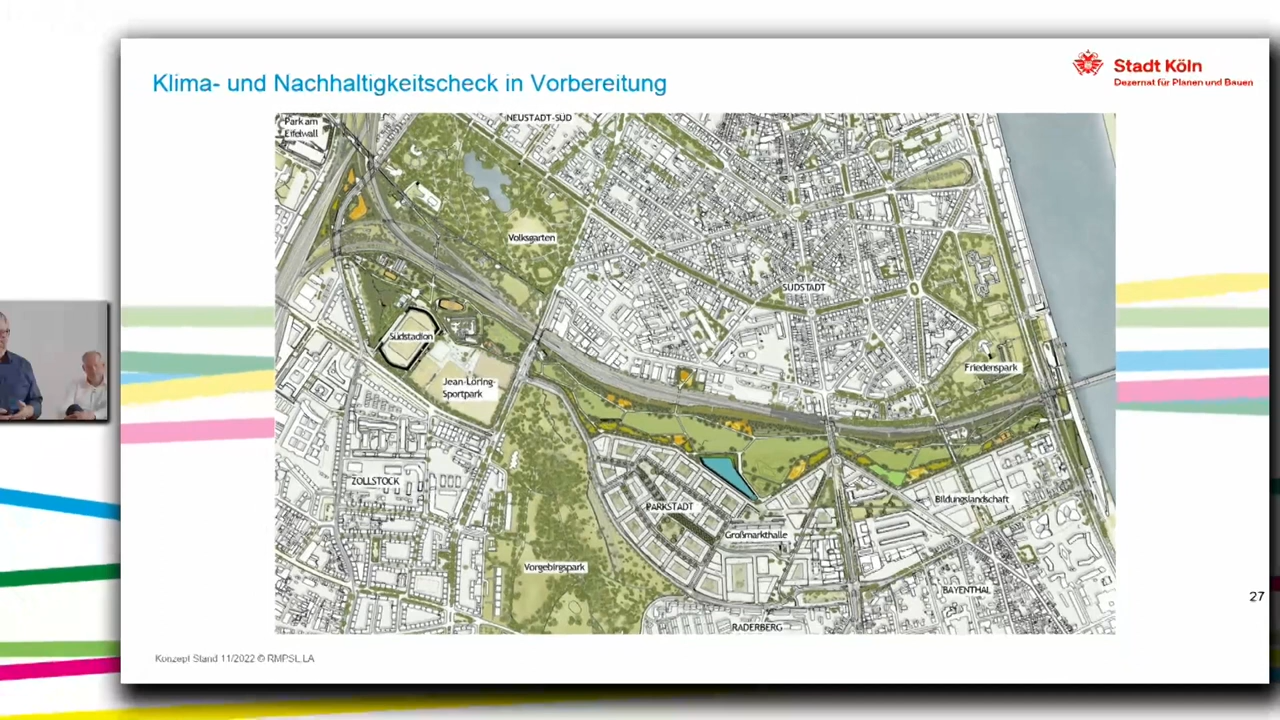 Klima- und Nachhaltigkeitscheck in Vorbereitung
Stadt Köln
Dezernat für Planen und Bauen
Park am
Eifelwall
NEUSTADT-SÜD
Volksgarten
SÜDSTADT
Südstadion
Jean-Löring-
Sportpark
Friedenspark
ZOLLSTOCK
PARKSTADT
Bildungslandschaft
Großmarkthalle
Vorgebirgspark
BAYENTHAL
RADERBERG
27
Konzept Stand 11/2022 © RMPSL.LA